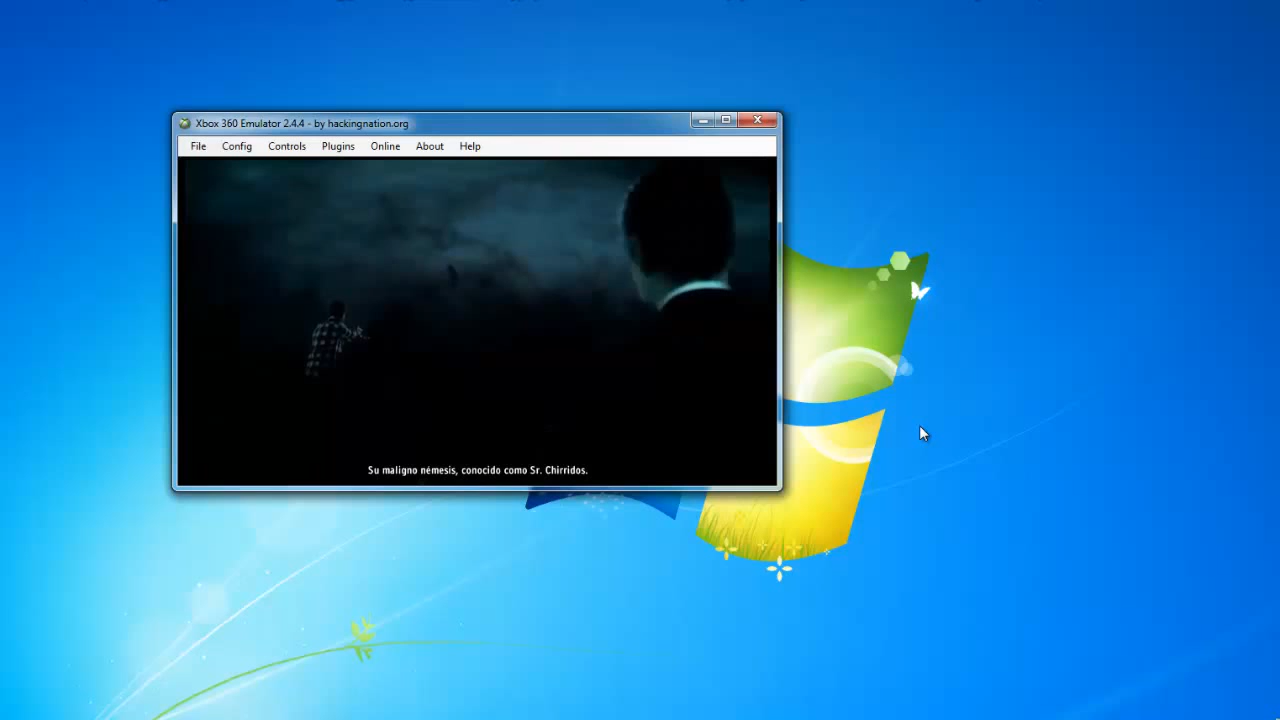 Xbox 360 Emulator 2.4.4 - by hackingnation.org
File Config Controls Plugins Online About Help
Su maligno némesis, conocido como Sr. Chirridos.